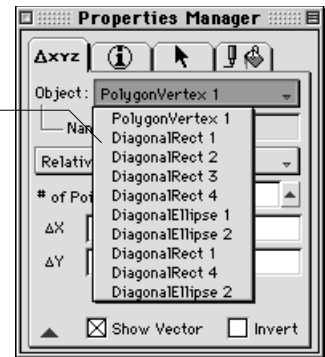 Properties Manager
Δxyz
Object: PolygonVertex 1
Nam
PolygonVertex 1
DiagonalRect 1
DiagonalRect 2
Relativ
DiagonalRect 3
# of Poi
DiagonalRect 4
DiagonalEllipse 1
ΔX
DiagonalEllipse 2
DiagonalRect 1
ΔY
DiagonalRect 4
DiagonalEllipse 2
Show Vector
Invert